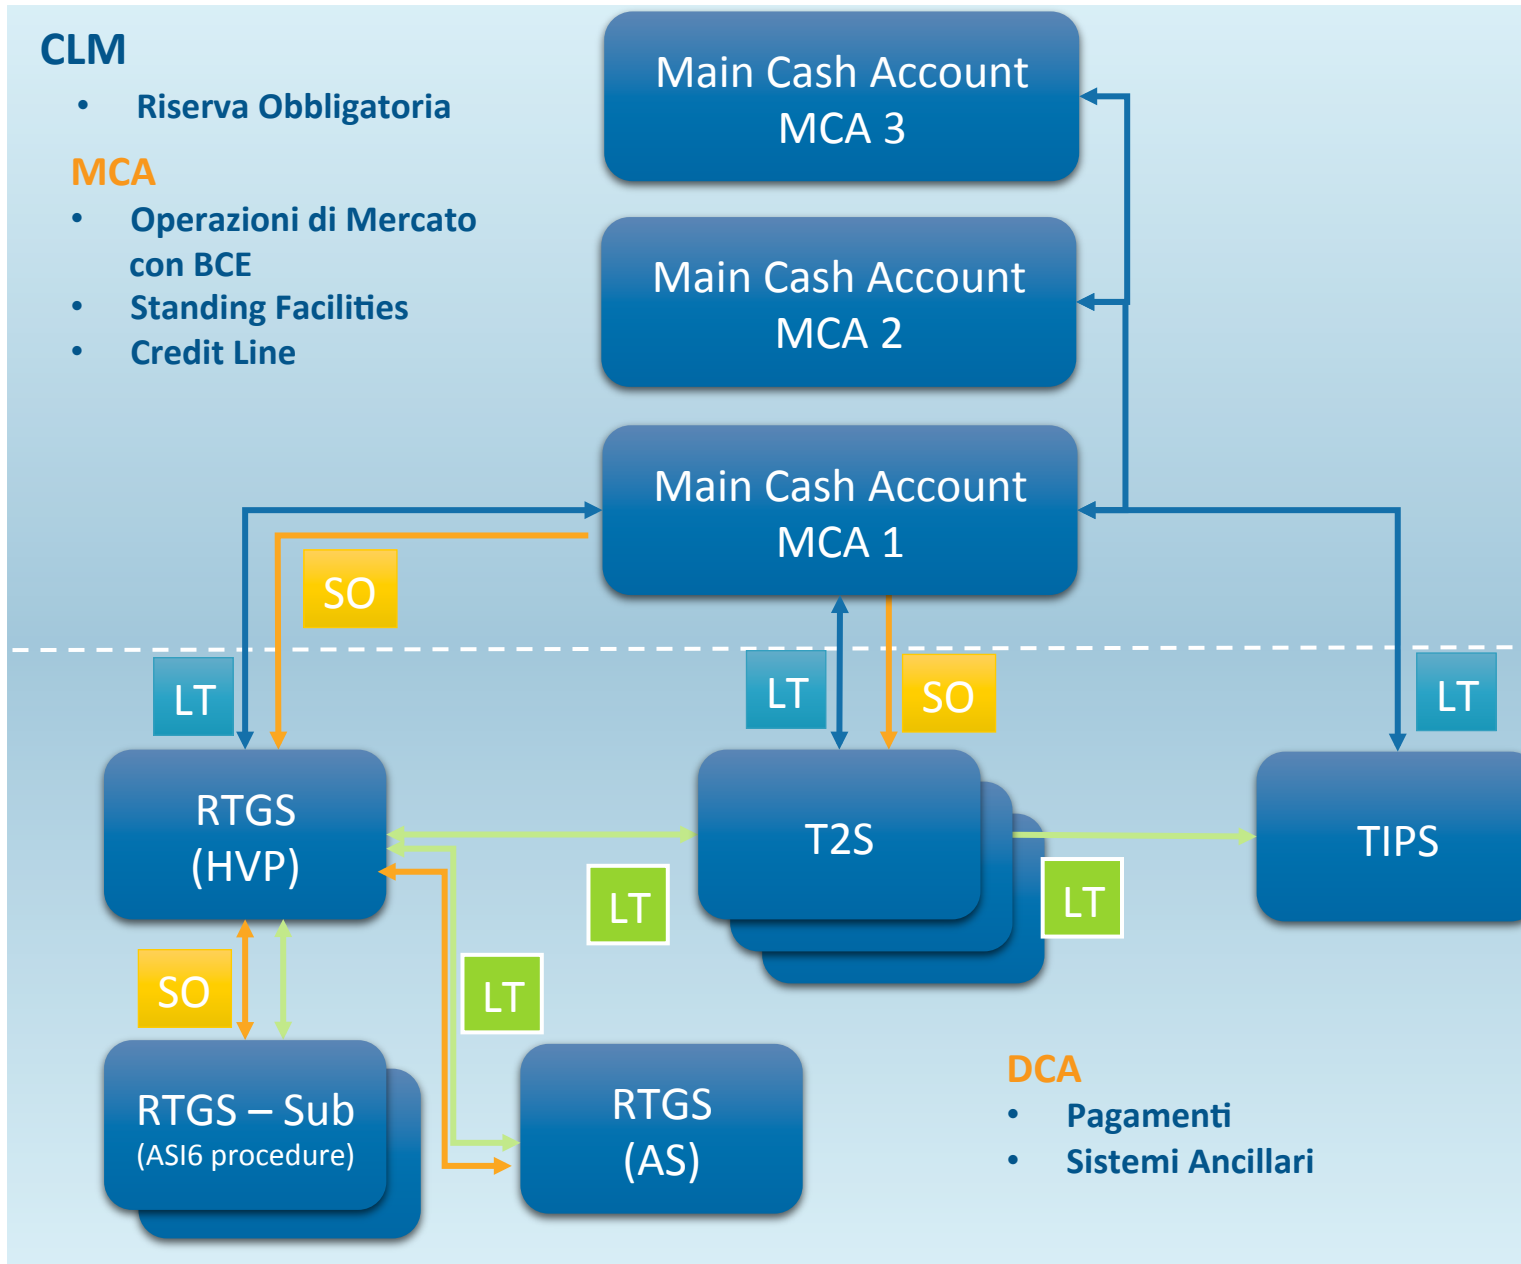 CLM
• Riserva Obbligatoria
MCA
• Operazioni di Mercato
con BCE
• Standing Facilities
• Credit Line
Main Cash Account
MCA 3
Main Cash Account
MCA 2
Main Cash Account
MCA 1
SO
LT
LT
SO
LT
RTGS
(HVP)
T2S
TIPS
LT
LT
SO
LT
RTGS – Sub
(ASI6 procedure)
RTGS
(AS)
DCA
• Pagamenti
• Sistemi Ancillari